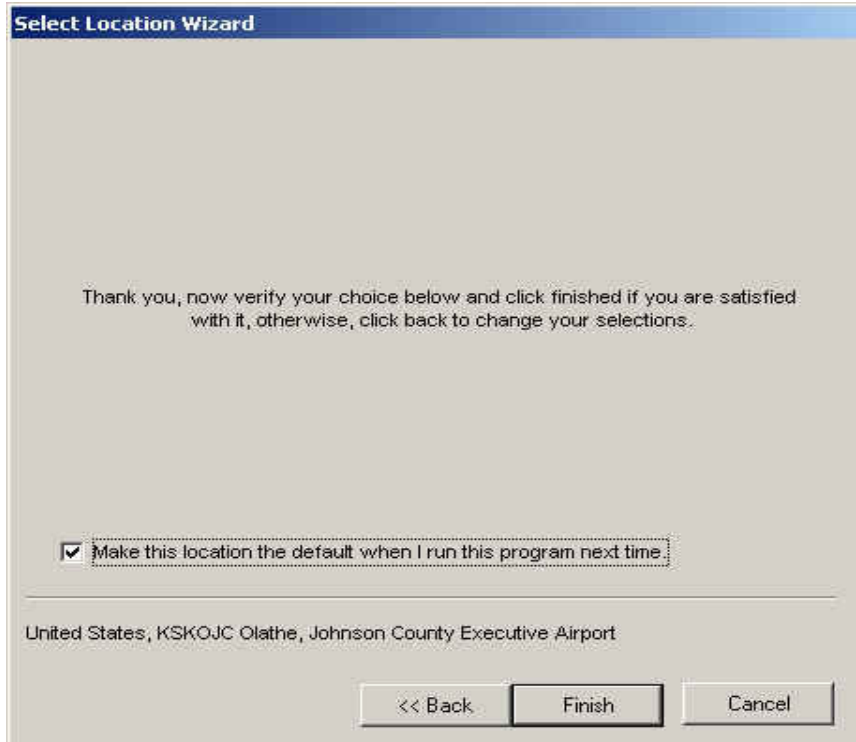 Select Location Wizard
Thank you, now verify your choice below and click finished if you are satisfied
with it, otherwise, click back to change your selections.
Make this location the default when I run this program next time.
United States, KSKOJC Olathe, Johnson County Executive Airport
<< Back
Finish
Cancel